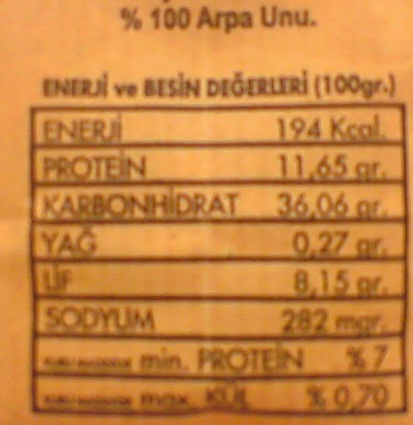 % 100 Arpa Unu.
ENERJİ ve BESİN DEĞERLERİ (100gr.)
ENERJİ 194 Kcal.
PROTEİN 11,65 gr.
KARBONHİDRAT 36,06 gr.
YAĞ 0,27 gr.
LİF 8,15 gr.
SODYUM 282 mgr.
min. PROTEİN % 7
max. KÜL % 0,70